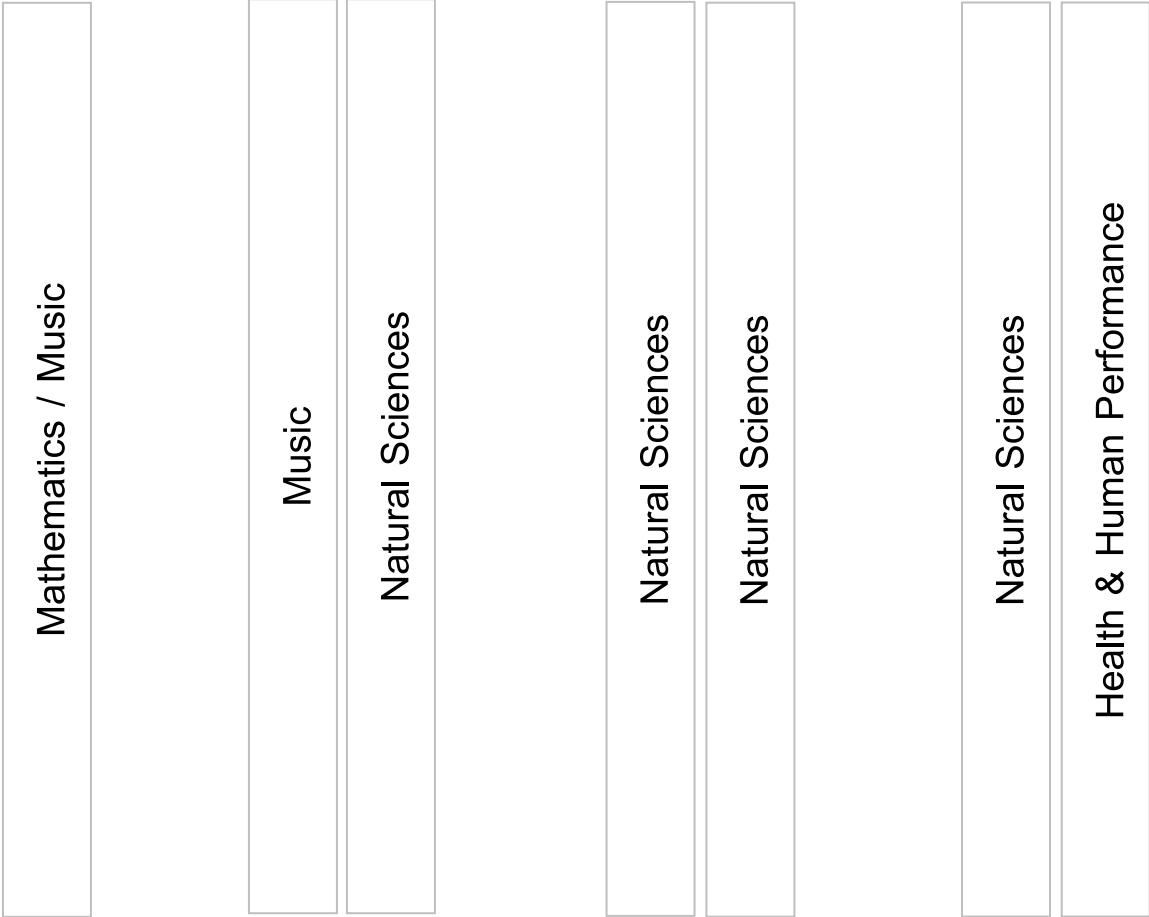 Mathematics / Music
Music
Natural Sciences
Natural Sciences
Natural Sciences
Natural Sciences
Health & Human Performance